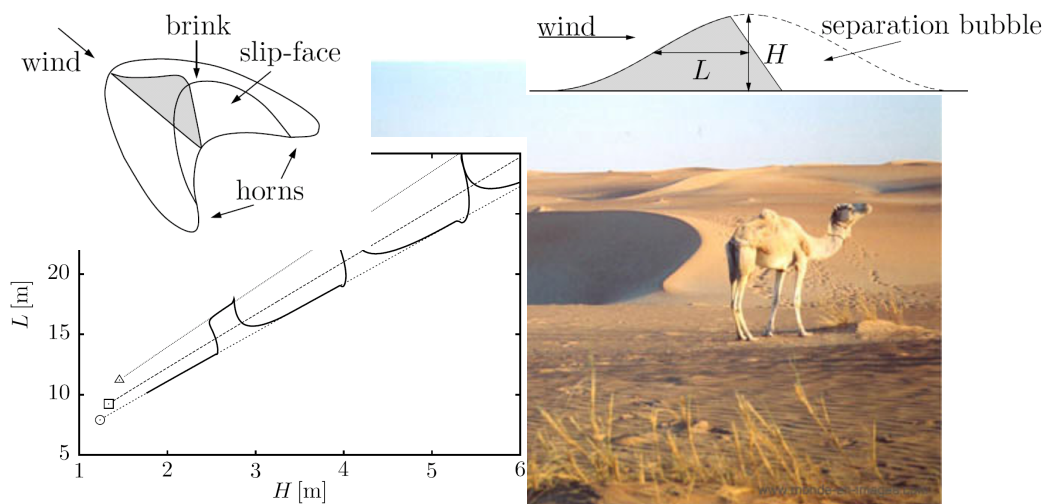 brink
wind
slip-face
horns
wind
separation bubble
H
L
20
15
10
5
L [m]
1
2
3
4
5
6
H [m]